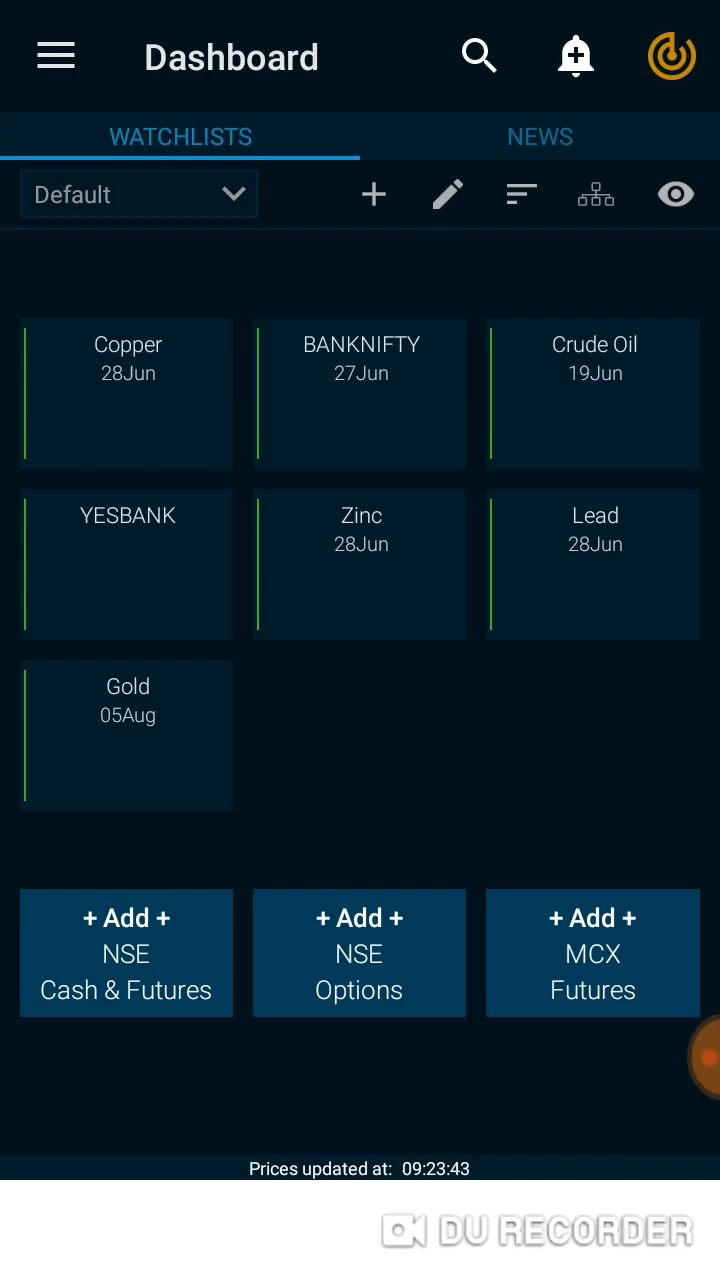 Dashboard
WATCHLISTS NEWS
Default
Copper BANKNIFTY Crude Oil
28Jun 27Jun 19Jun
YESBANK Zinc Lead
28Jun 28Jun
Gold
05Aug
+ Add + + Add + + Add +
NSE NSE MCX
Cash & Futures Options Futures
Prices updated at: 09:23:43
DU RECORDER